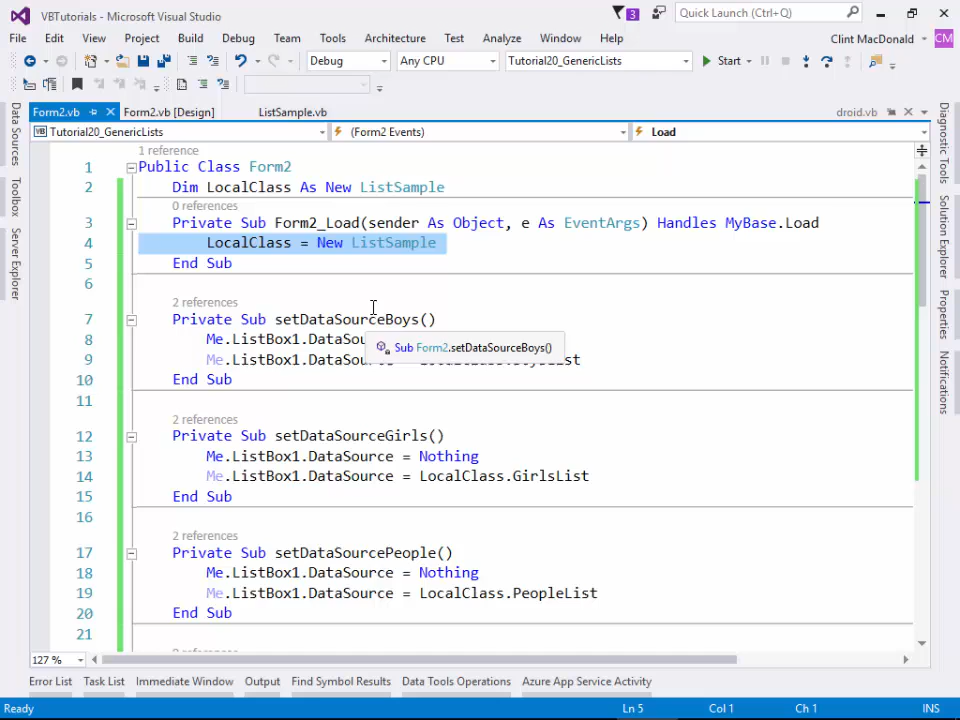 VBTutorials - Microsoft Visual Studio
3
Quick Launch (Ctrl+Q)
File Edit View Project Build Debug Team Tools Architecture Test Analyze Window Help
Clint MacDonald CM
Debug Any CPU Tutorial20_GenericLists Start
Form2.vb Form2.vb [Design] ListSample.vb droid.vb
Tutorial20_GenericLists (Form2 Events) Load
Data Sources
Toolbox
Server Explorer
Diagnostic Tools
Solution Explorer
Properties
Notifications
1 reference
1 Public Class Form2
2 Dim LocalClass As New ListSample
0 references
3 Private Sub Form2_Load(sender As Object, e As EventArgs) Handles MyBase.Load
4 LocalClass = New ListSample
5 End Sub
6
2 references
7 Private Sub setDataSourceBoys()
8 Me.ListBox1.DataSou
Sub Form2.setDataSourceBoys()
9 Me.ListBox1.DataSource
10 End Sub
11
2 references
12 Private Sub setDataSourceGirls()
13 Me.ListBox1.DataSource = Nothing
14 Me.ListBox1.DataSource = LocalClass.GirlsList
15 End Sub
16
2 references
17 Private Sub setDataSourcePeople()
18 Me.ListBox1.DataSource = Nothing
19 Me.ListBox1.DataSource = LocalClass.PeopleList
20 End Sub
21
127 %
Error List Task List Immediate Window Output Find Symbol Results Data Tools Operations Azure App Service Activity
Ready Ln 5 Col 1 Ch 1 INS